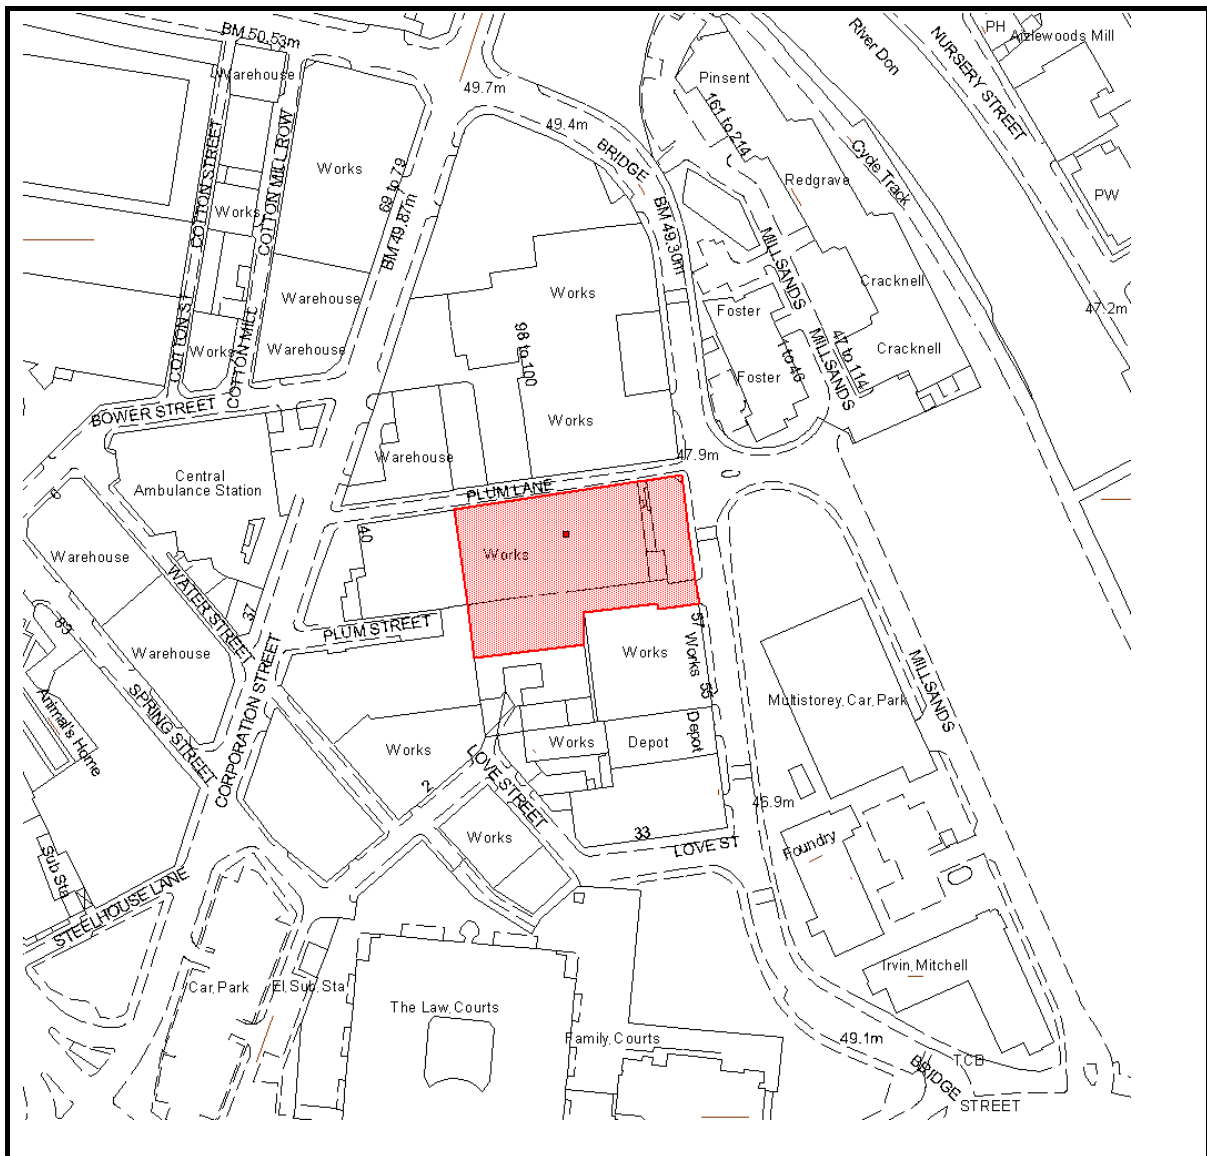 BM 50.53m
Warehouse
49.7m
49.4m
BRIDGE
Pinsent
161 to 214
River Don
NURSERY STREET
PH
Aizlewoods Mill
COTTON STREET
COTTON MILL ROW
Works
69 to 79
BM 49.87m
Works
Redgrave
Cycle Track
PW
BM 49.30m
MILLSANDS
Warehouse
Works
Cracknell
47.2m
Foster
COTTON ST
Works
COTTON MILL
Warehouse
98 to 100
1 to 46
MILLSANDS
47 to 114
Cracknell
Foster
BOWER STREET
Works
Warehouse
47.9m
Central
Ambulance Station
PLUM LANE
9
40
Works
Warehouse
WATER STREET
37
83
PLUM STREET
57
Works
Works
55
Warehouse
SPRING STREET
CORPORATION STREET
MILLSANDS
Multistorey Car Park
Animal's Home
Works
LOVE STREET
Works
Depot
Depot
2
46.9m
Works
33
LOVE ST
Foundry
Sub Sta
STEELHOUSE LANE
Irvin Mitchell
Car Park
El Sub Sta
The Law Courts
Family Courts
49.1m
BRIDGE
TCB
STREET